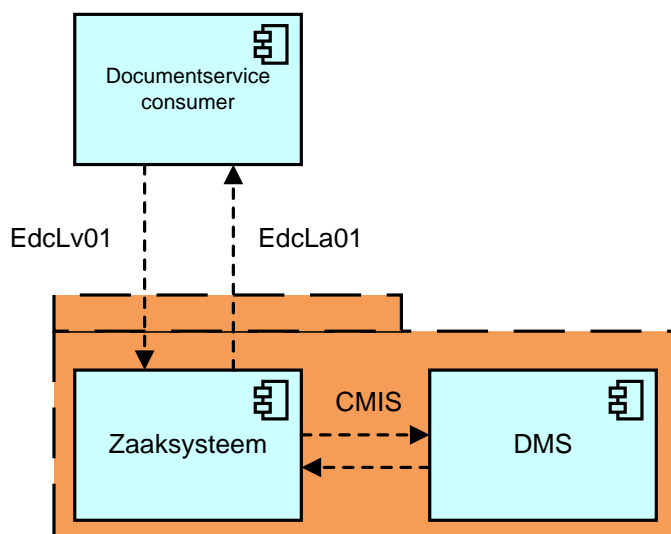 Documentservice
consumer
EdcLv01
EdcLa01
CMIS
Zaaksysteem
DMS